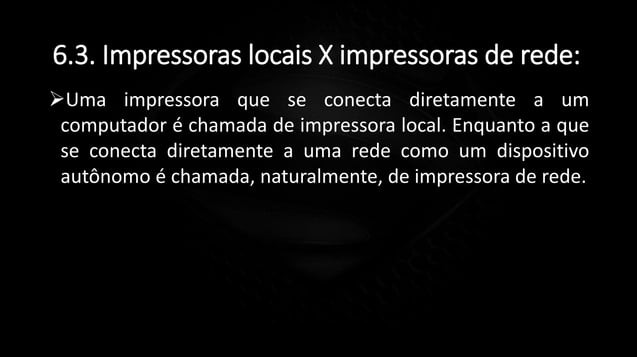 6.3. Impressoras locais X impressoras de rede:
➢Uma impressora que se conecta diretamente a um
computador é chamada de impressora local. Enquanto a que
se conecta diretamente a uma rede como um dispositivo
autônomo é chamada, naturalmente, de impressora de rede.